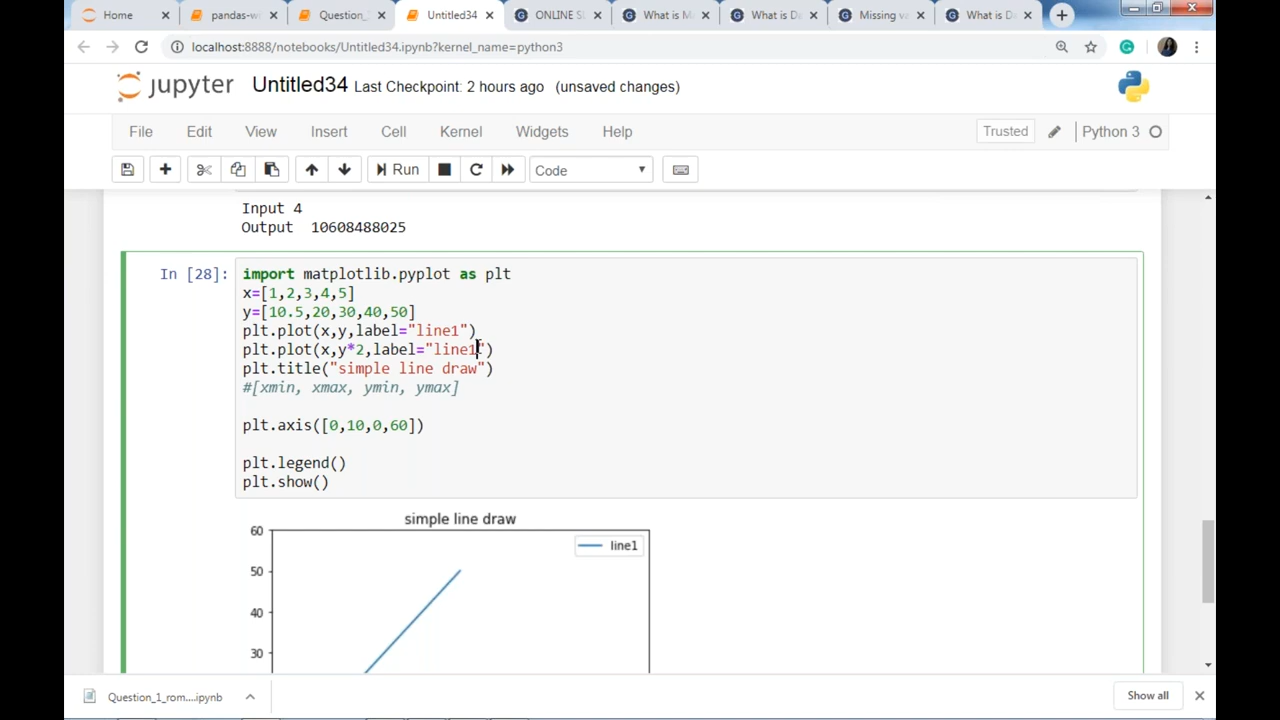 Home
pandas-w
Question_
Untitled34
ONLINE S
What is M
What is De
Missing va
What is De
localhost:8888/notebooks/Untitled34.ipynb?kernel_name=python3
jupyter Untitled34 Last Checkpoint: 2 hours ago (unsaved changes)
File Edit View Insert Cell Kernel Widgets Help Trusted Python 3
Run Code
Input 4
Output 10608488025
In [28]: import matplotlib.pyplot as plt
x=[1,2,3,4,5]
y=[10.5,20,30,40,50]
plt.plot(x,y,label="line1")
plt.plot(x,y*2,label="line1")
plt.title("simple line draw")
#[xmin, xmax, ymin, ymax]
plt.axis([0,10,0,60])
plt.legend()
plt.show()
simple line draw
60
line1
50
40
30
Question_1_rom....ipynb
Show all